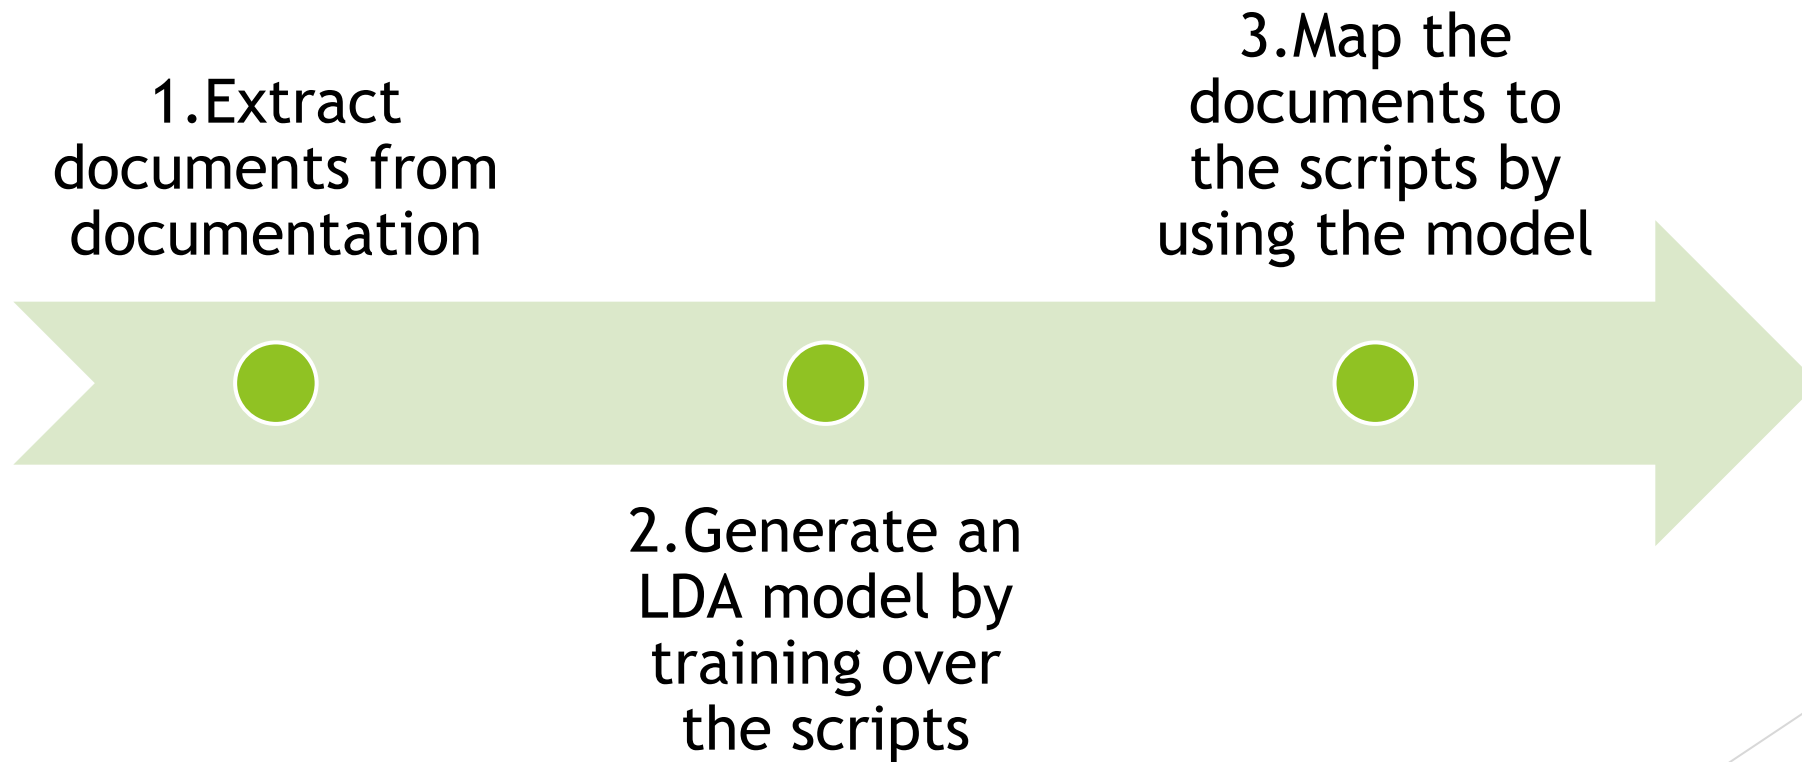 1.Extract
documents from
documentation
2.Generate an
LDA model by
training over
the scripts
3.Map the
documents to
the scripts by
using the model